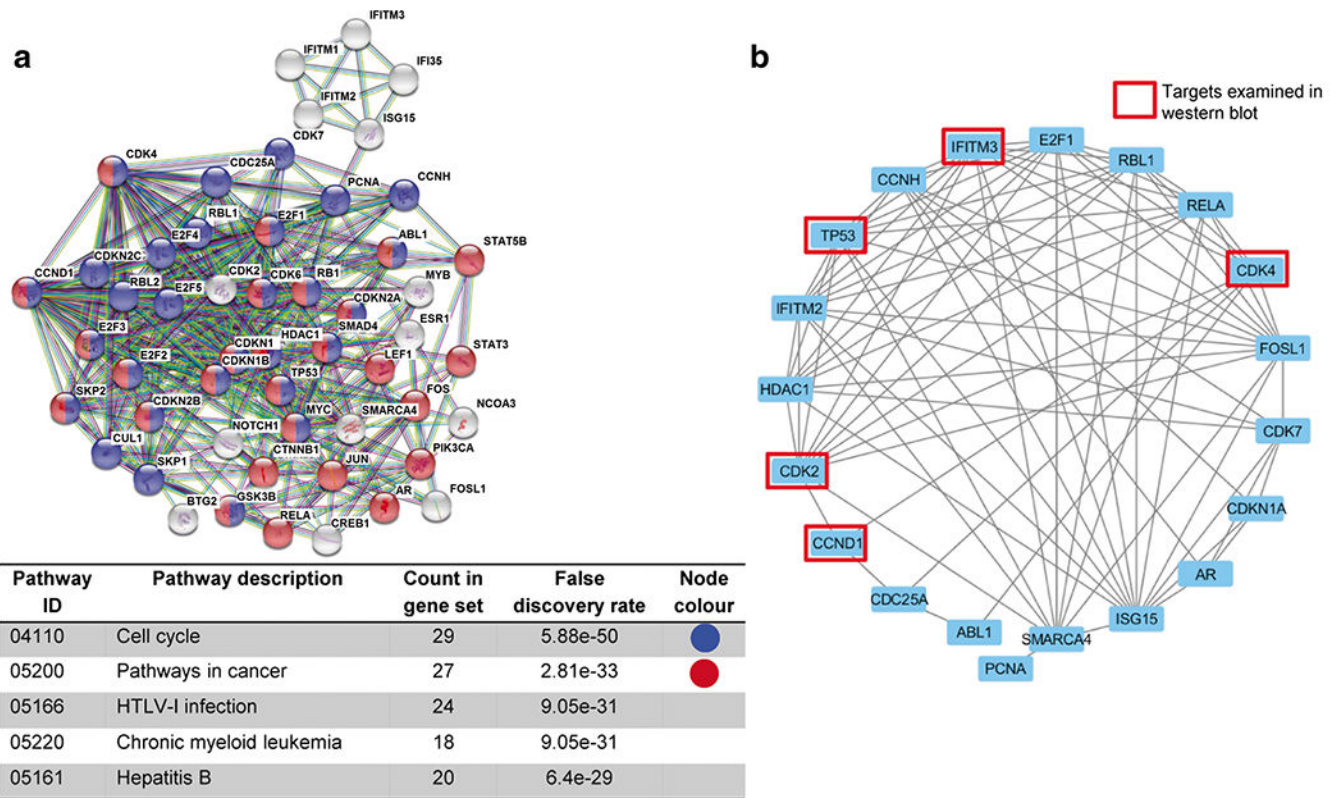 a
IFITM3
IFITM1
IFI35
IFITM2
ISG15
CDK7
CDK4
CDC25A
PCNA
CCNH
RBL1
E2F1
E2F4
ABL1
STAT5B
CDKN2C
CDK2
CDK6
RB1
MYB
CCND1
RBL2
E2F5
CDKN2A
E2F3
HDAC1
SMAD4
ESR1
CDKN1
STAT3
E2F2
CDKN1B
LEF1
TP53
SKP2
CDKN2B
FOS
MYC
SMARCA4
NCOA3
NOTCH1
CUL1
CTNNB1
JUN
PIK3CA
SKP1
BTG2
GSK3B
AR
FOSL1
RELA
CREB1
Pathway ID
Pathway description
Count in gene set
False discovery rate
Node colour
04110 Cell cycle 29 5.88e-50
05200 Pathways in cancer 27 2.81e-33
05166 HTLV-I infection 24 9.05e-31
05220 Chronic myeloid leukemia 18 9.05e-31
05161 Hepatitis B 20 6.4e-29
b
Targets examined in
western blot
IFITM3
E2F1
RBL1
CCNH
RELA
TP53
CDK4
IFITM2
FOSL1
HDAC1
CDK7
CDK2
CDKN1A
CCND1
AR
CDC25A
ISG15
ABL1
SMARCA4
PCNA